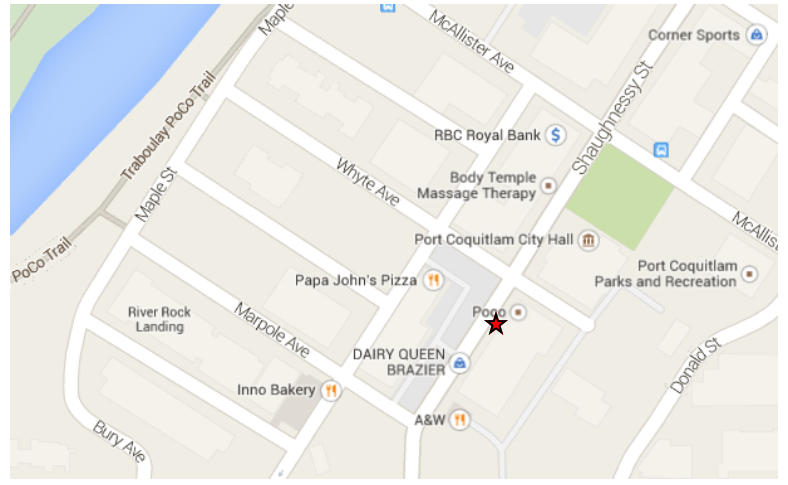 Maple
McAllister Ave
Corner Sports
Shaughnessy St
Traboulay PoCo Trail
RBC Royal Bank
$
Whyte Ave
Body Temple
Massage Therapy
Maple St
McAllis
PoCo Trail
Port Coquitlam City Hall
Port Coquitlam
Parks and Recreation
Papa John's Pizza
River Rock
Landing
Poco
Marpole Ave
DAIRY QUEEN
BRAZIER
Donald St
Inno Bakery
A&W
Bury Ave